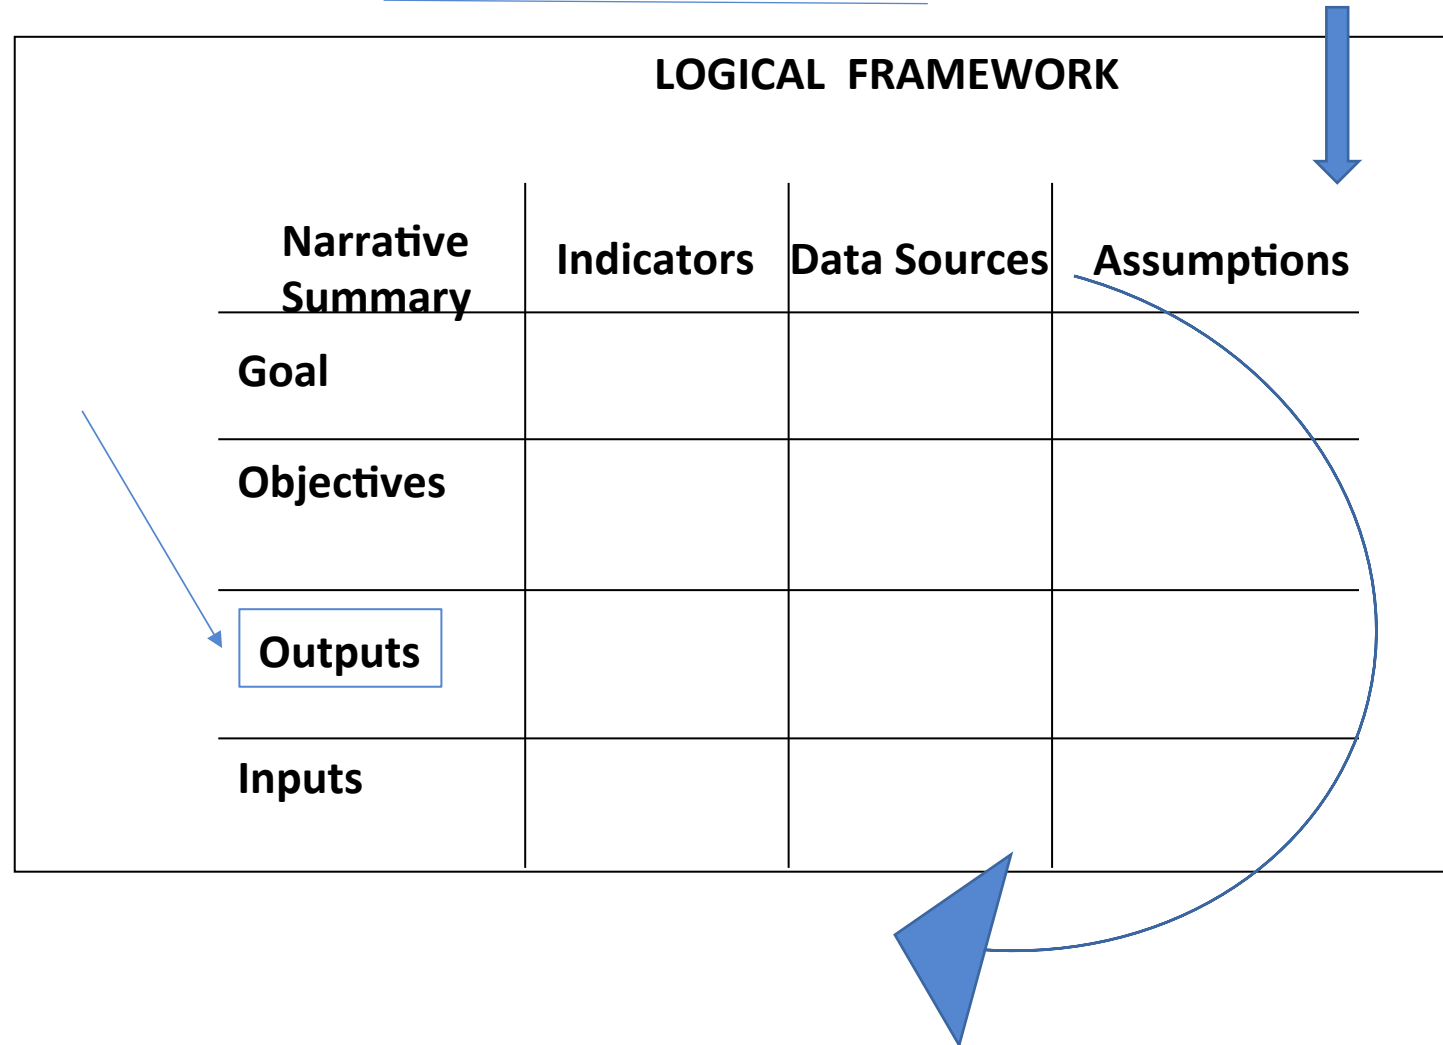 LOGICAL FRAMEWORK
Narrative
Summary
Indicators
Data Sources
Assumptions
Goal
Objectives
Outputs
Inputs